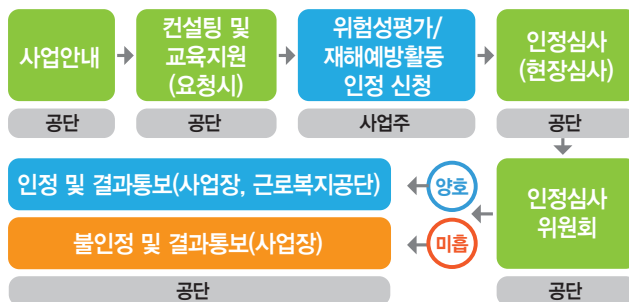 사업안내
컨설팅 및
교육지원
(요청시)
위험성평가/
재해예방활동
인정 신청
인정심사
(현장심사)
공단
공단
사업주
공단
인정 및 결과통보(사업장, 근로복지공단)
양호
불인정 및 결과통보(사업장)
미흡
인정심사
위원회
공단
공단